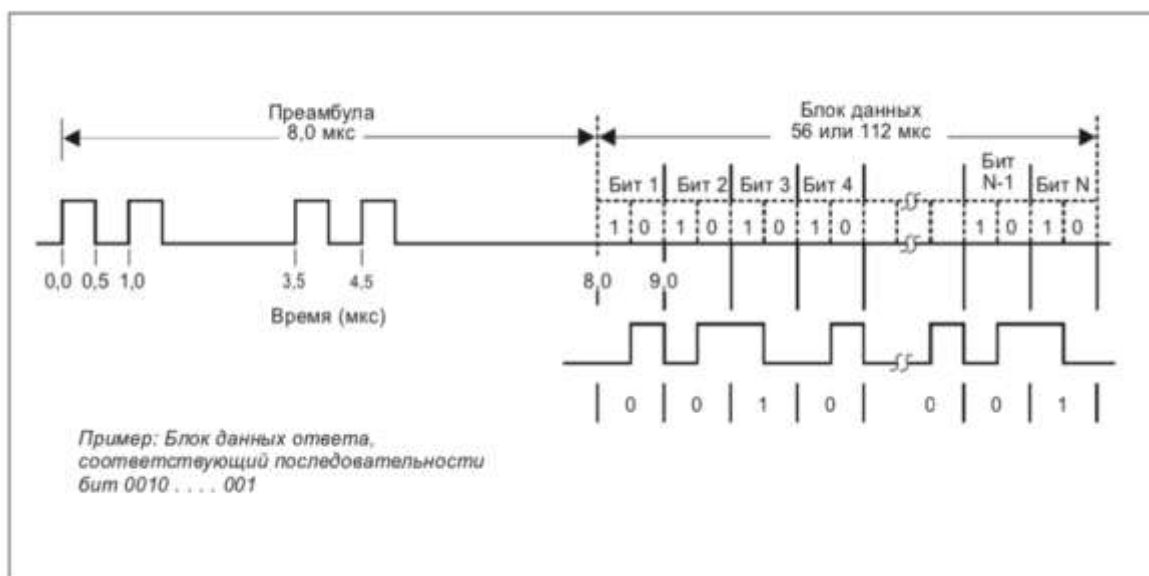 Преамбула
8,0 мкс
Блок данных
56 или 112 мкс
Бит 1 Бит 2 Бит 3 Бит 4 Бит N-1 Бит N
1 0 1 0 1 0 1 0 1 0 1 0
0,0 0,5 1,0 3,5 4,5 8,0 9,0
Время (мкс)
0 0 1 0 0 0 1
Пример: Блок данных ответа,
соответствующий последовательности
бит 0010 . . . . 001